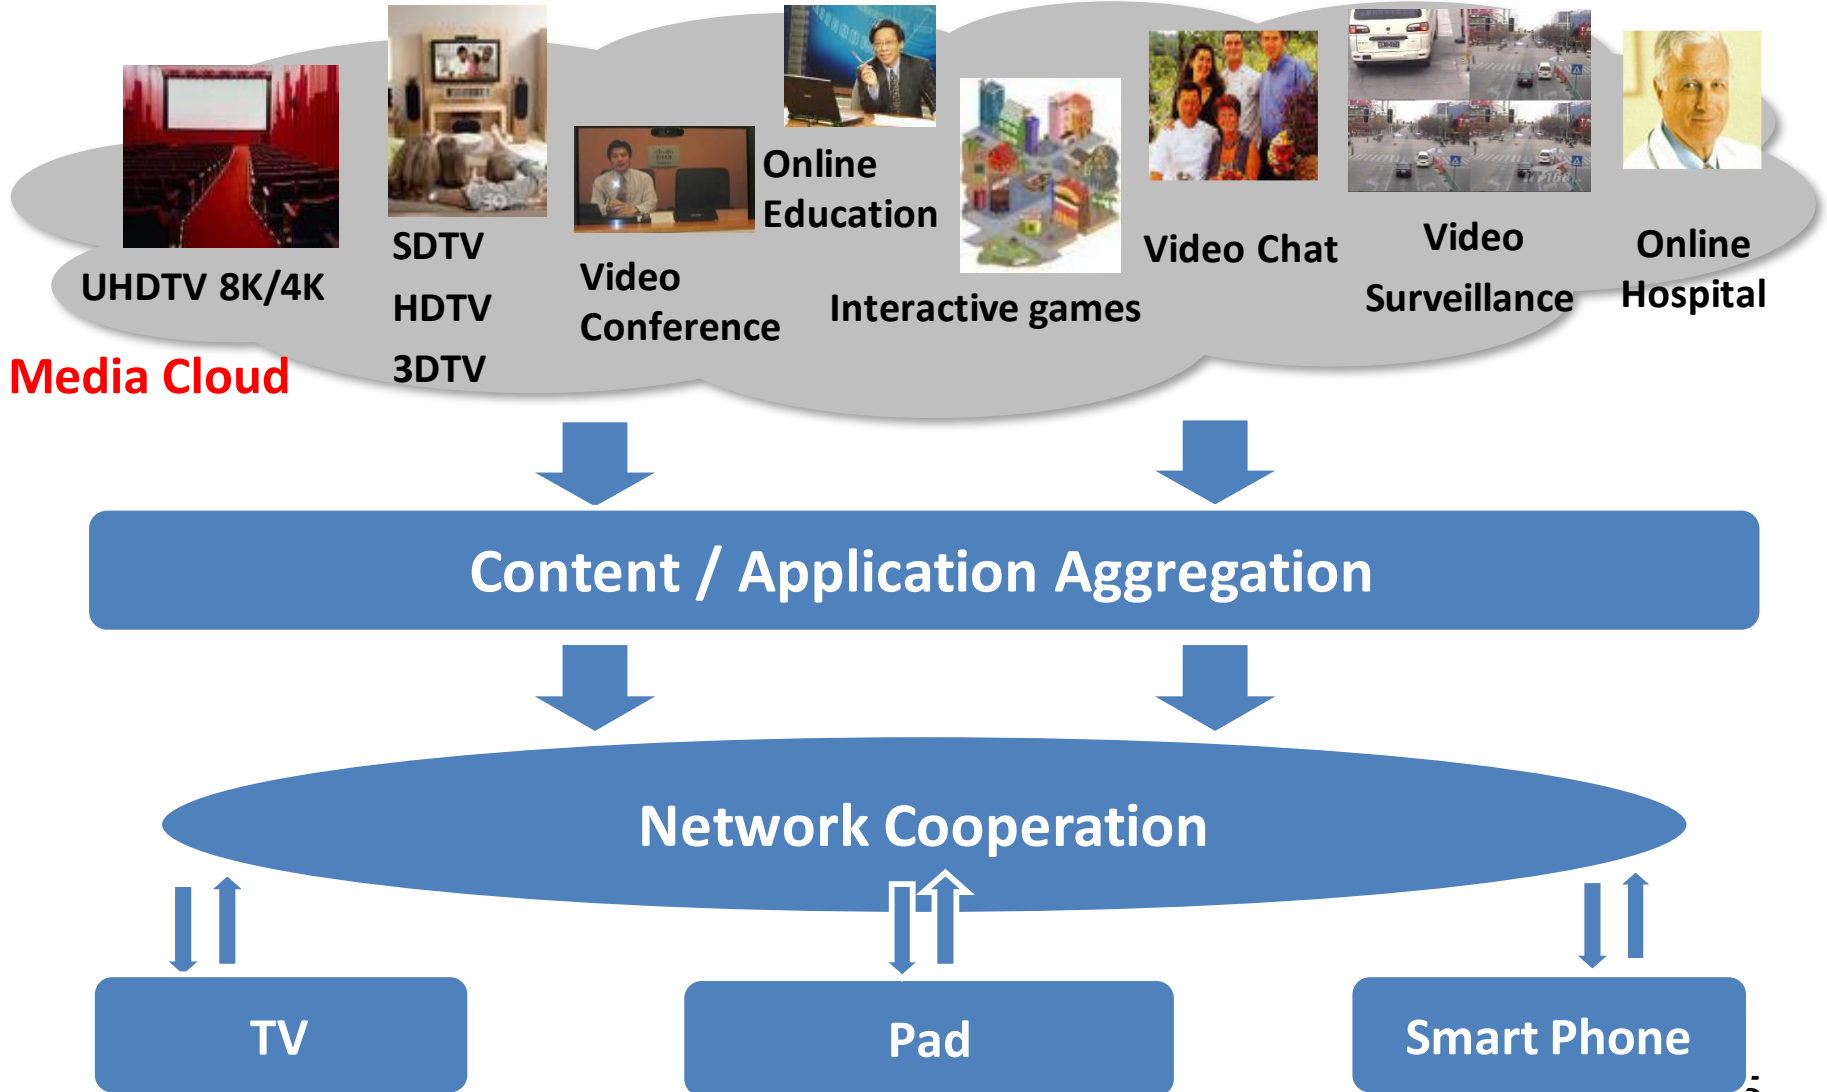 UHDTV 8K/4K
SDTV
HDTV
3DTV
Video
Conference
Online
Education
Interactive games
Video Chat
Video
Surveillance
Online
Hospital
Media Cloud
Content / Application Aggregation
Network Cooperation
TV
Pad
Smart Phone